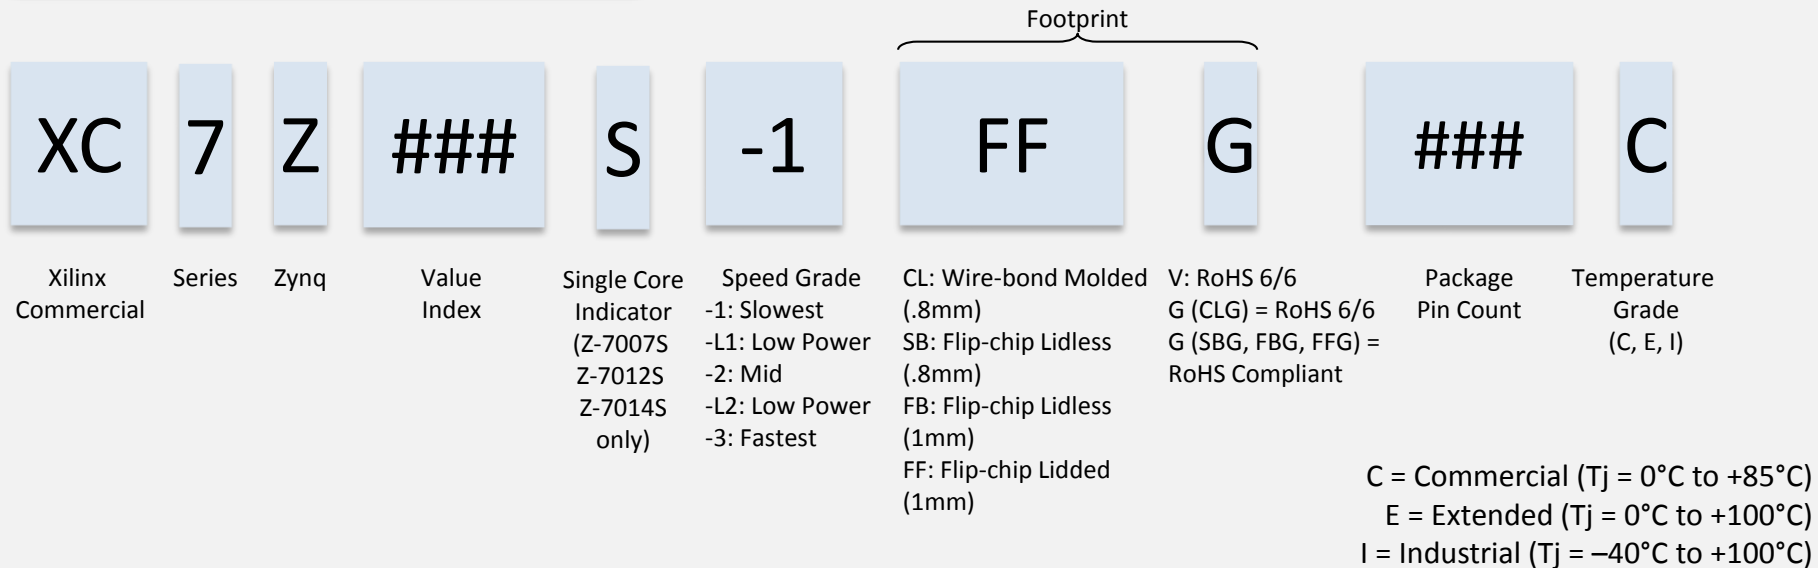 Footprint
XC 7 Z ### S -1 FF G ### C
Xilinx
Commercial
Series
Zynq
Value
Index
Single Core
Indicator
(Z-7007S
Z-7012S
Z-7014S
only)
Speed Grade
-1: Slowest
-L1: Low Power
-2: Mid
-L2: Low Power
-3: Fastest
CL: Wire-bond Molded
(.8mm)
SB: Flip-chip Lidless
(.8mm)
FB: Flip-chip Lidless
(1mm)
FF: Flip-chip Lidded
(1mm)
V: RoHS 6/6
G (CLG) = RoHS 6/6
G (SBG, FBG, FFG) =
RoHS Compliant
Package
Pin Count
Temperature
Grade
(C, E, I)
C = Commercial (Tj = 0°C to +85°C)
E = Extended (Tj = 0°C to +100°C)
I = Industrial (Tj = –40°C to +100°C)